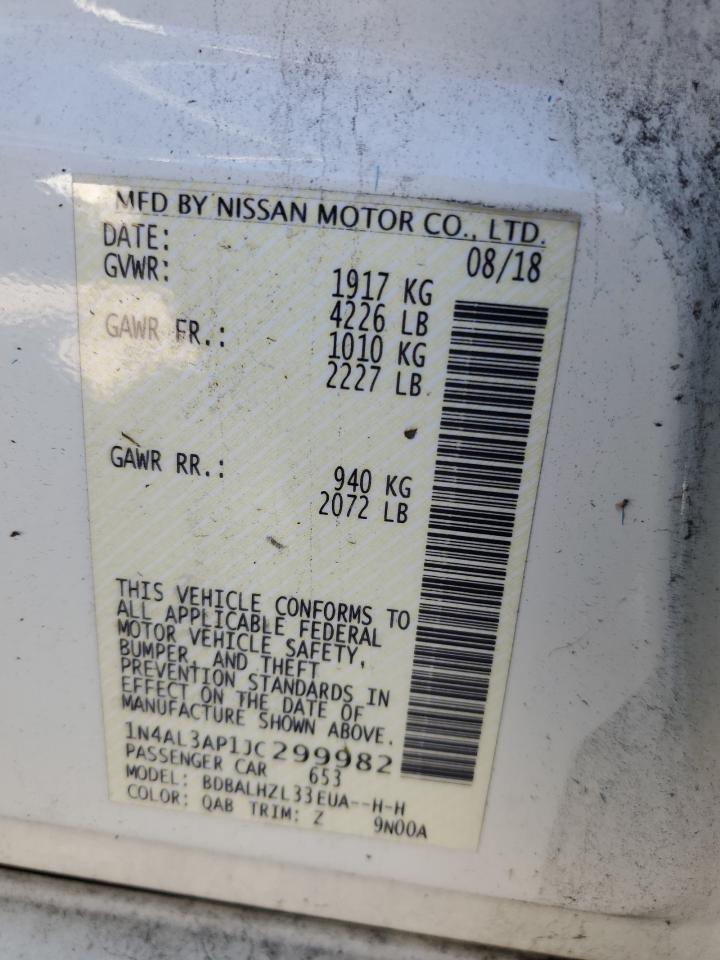 MFD BY NISSAN MOTOR CO., LTD.
DATE: 08/18
GVWR: 1917 KG
4226 LB
GAWR FR.: 1010 KG
2227 LB
GAWR RR.: 940 KG
2072 LB
THIS VEHICLE CONFORMS TO
ALL APPLICABLE FEDERAL
MOTOR VEHICLE SAFETY,
BUMPER, AND THEFT
PREVENTION STANDARDS IN
EFFECT ON THE DATE OF
MANUFACTURE SHOWN ABOVE.
1N4AL3AP1JC299982
PASSENGER CAR 653
MODEL: BDBALHZL33EUA--H-H
COLOR: QAB TRIM: Z 9N00A